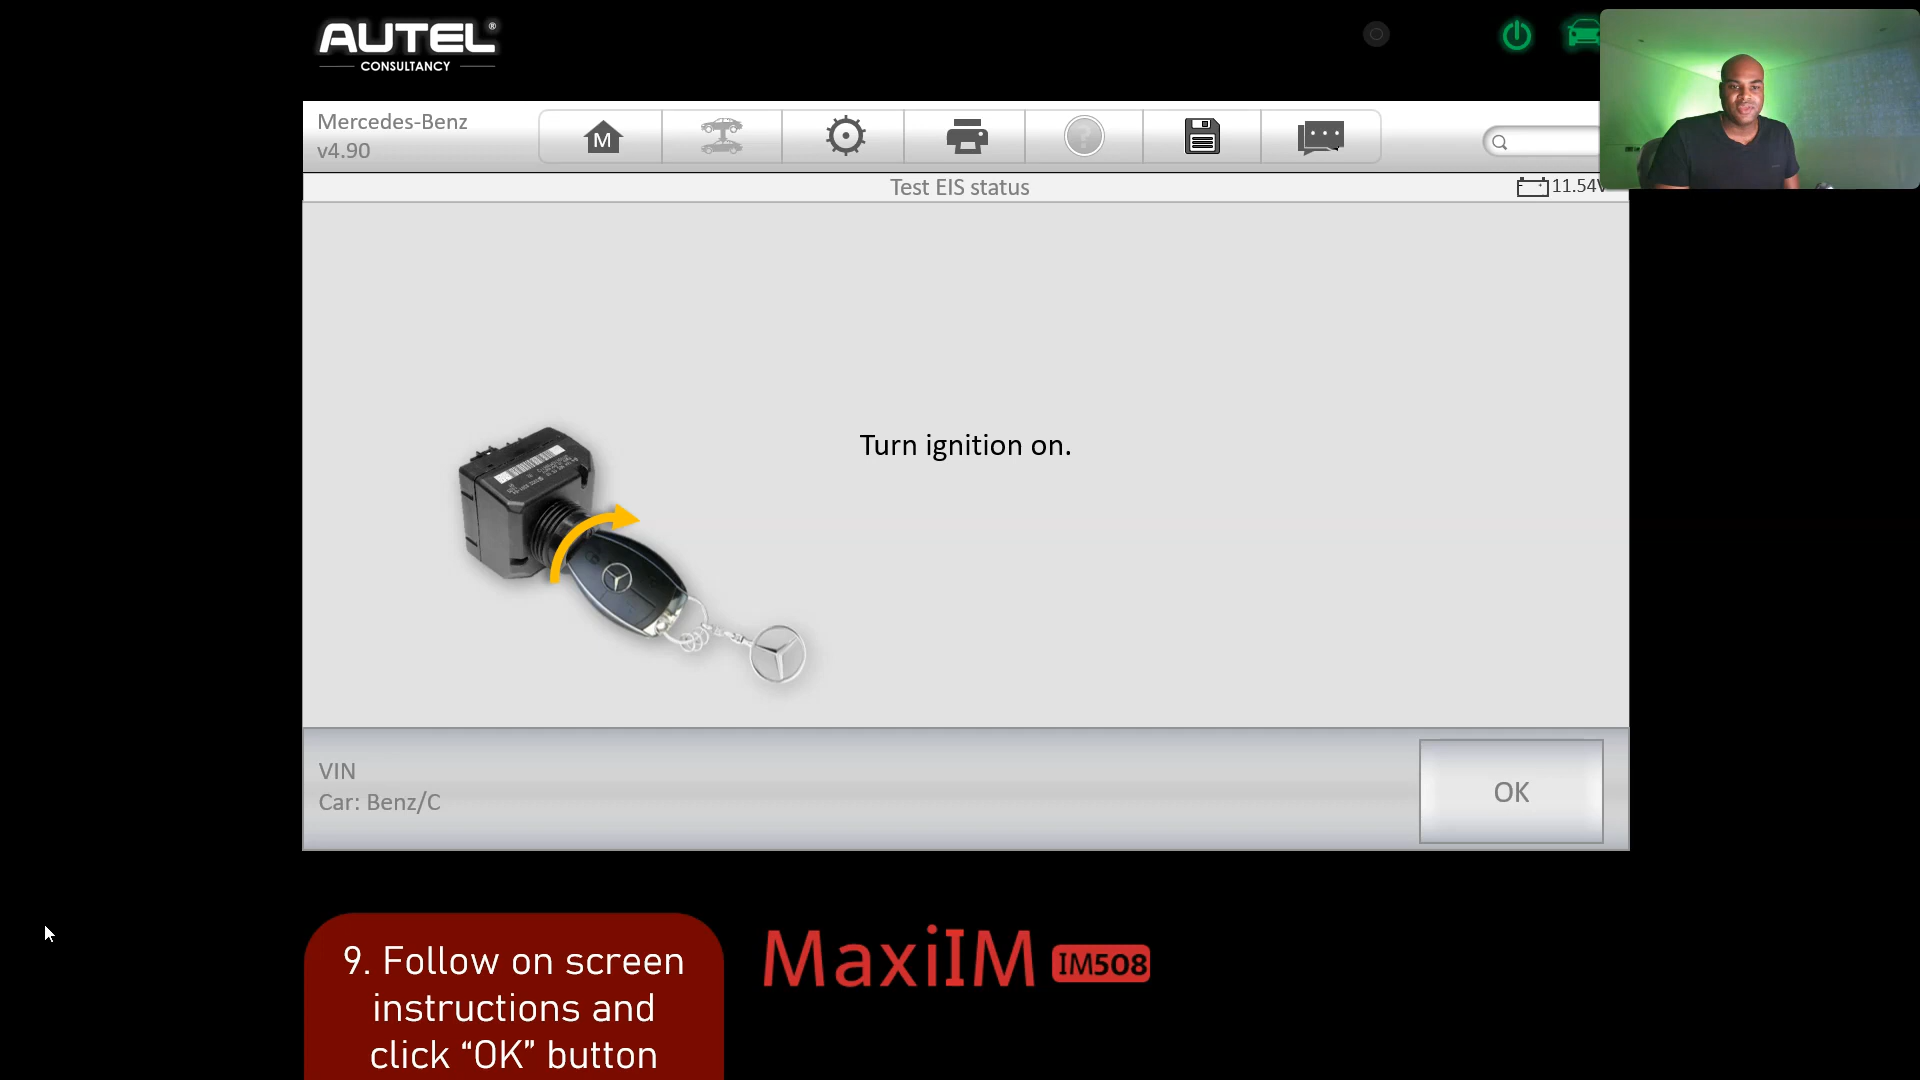 AUTEL®
CONSULTANCY
Mercedes-Benz
v4.90
M
?
Test EIS status
11.54V
Turn ignition on.
VIN
Car: Benz/C
OK
9. Follow on screen
instructions and
click “OK” button
MaxiIM IM508